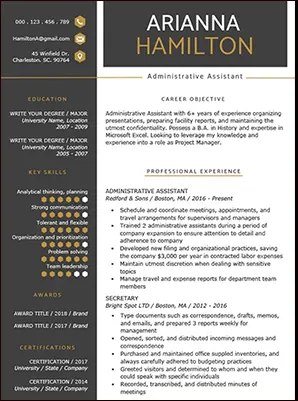 000 . 123 . 456 . 789
HamiltonA@gmail.com
45 Winfield Dr.
Charleston. SC, 90210
ARIANNA
HAMILTON
Administrative Assistant
EDUCATION
WRITE YOUR DEGREE / MAJOR
University Name, Location
2007 - 2009
WRITE YOUR DEGREE / MAJOR
University Name, Location
2005 - 2007
KEY SKILLS
Analytical thinking, planning
Strong communication
Tolerant and flexible
Organization and prioritization
Problem solving
Team leadership
AWARDS
AWARD TITLE / 2018 / Brand
AWARD TITLE / 2017 / Brand
CERTIFICATIONS
CERTIFICATION / 2017
CERTIFICATION / 2014
CERTIFICATION / 2012
CAREER OBJECTIVE
Administrative Assistant with 6+ years of experience organizing
presentations, preparing facility reports, and maintaining the
utmost confidentiality. Possess a B.A. in History and expertise in
Microsoft Excel. Looking to leverage my knowledge and
experience into a role as Project Manager.
PROFESSIONAL EXPERIENCE
ADMINISTRATIVE ASSISTANT
Redford & Sons / Boston, MA / 2016 - Present
• Schedule and coordinate meetings, appointments, and
travel arrangements for supervisors and managers
• Trained 2 administrative assistants during a period of
company expansion to ensure attention to detail and
adherence to company
• Developed new filing and organizational practices, saving
the company $3,000 per year in contracted labor expenses
• Maintain utmost discretion when dealing with sensitive
topics
• Manage travel and expense reports for department team
members
SECRETARY
Bright Spot LTD / Boston, MA / 2012 - 2016
• Type documents such as correspondence, drafts, memos,
and emails, and prepared 3 reports weekly for
management
• Opened, sorted, and distributed incoming messages and
correspondence
• Purchased and maintained office supplied inventories, and
always carefully adhered to budgeting practices
• Greeted visitors and determined to whom and when they
could speak with specific individuals
• Recorded, transcribed, and distributed minutes of
meetings